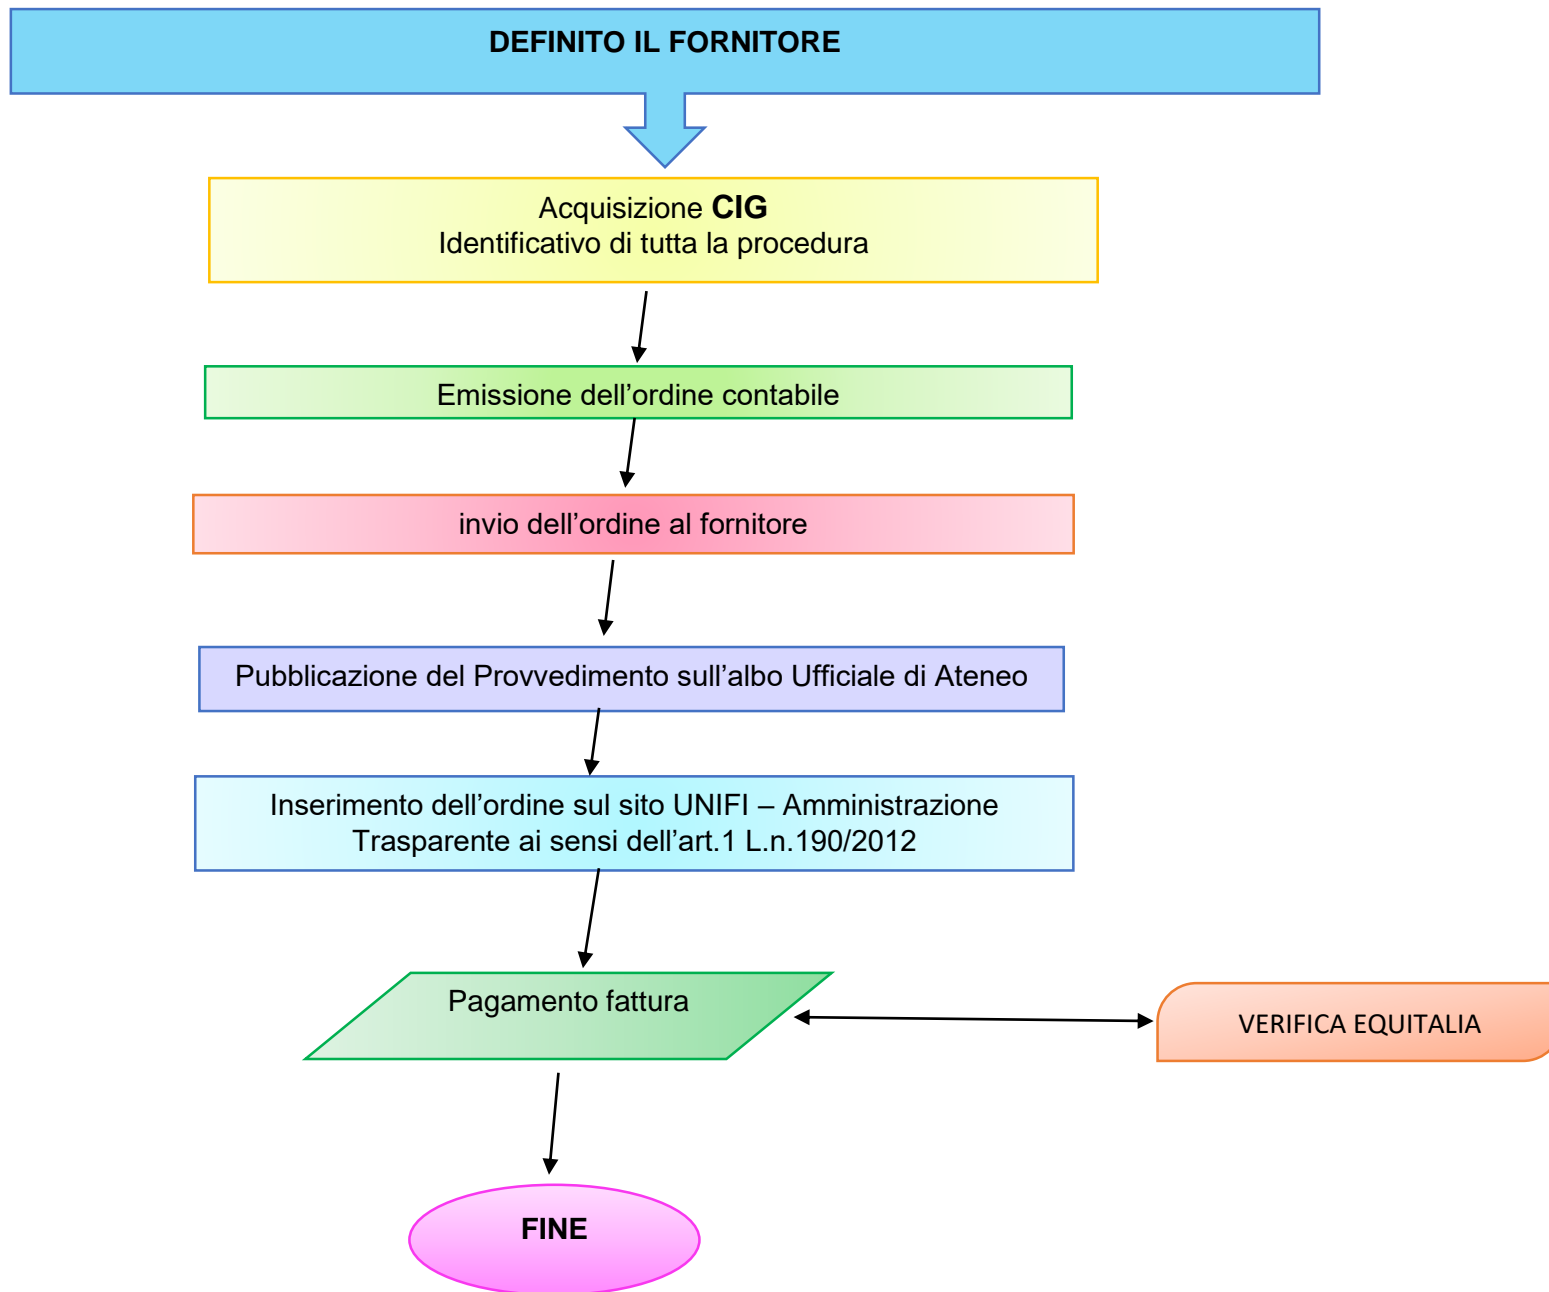 DEFINITO IL FORNITORE
Acquisizione CIG
Identificativo di tutta la procedura
Emissione dell’ordine contabile
invio dell’ordine al fornitore
Pubblicazione del Provvedimento sull’albo Ufficiale di Ateneo
Inserimento dell’ordine sul sito UNIFI – Amministrazione
Trasparente ai sensi dell’art.1 L.n.190/2012
Pagamento fattura
VERIFICA EQUITALIA
FINE